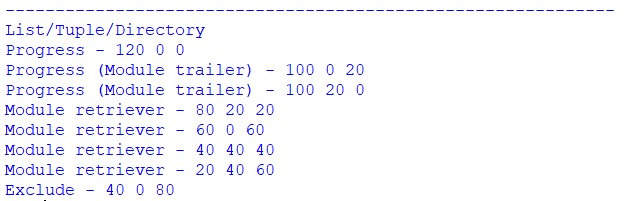 ----------------------------------------------------------------
List/Tuple/Directory
Progress - 120 0 0
Progress (Module trailer) - 100 0 20
Progress (Module trailer) - 100 20 0
Module retriever - 80 20 20
Module retriever - 60 0 60
Module retriever - 40 40 40
Module retriever - 20 40 60
Exclude - 40 0 80